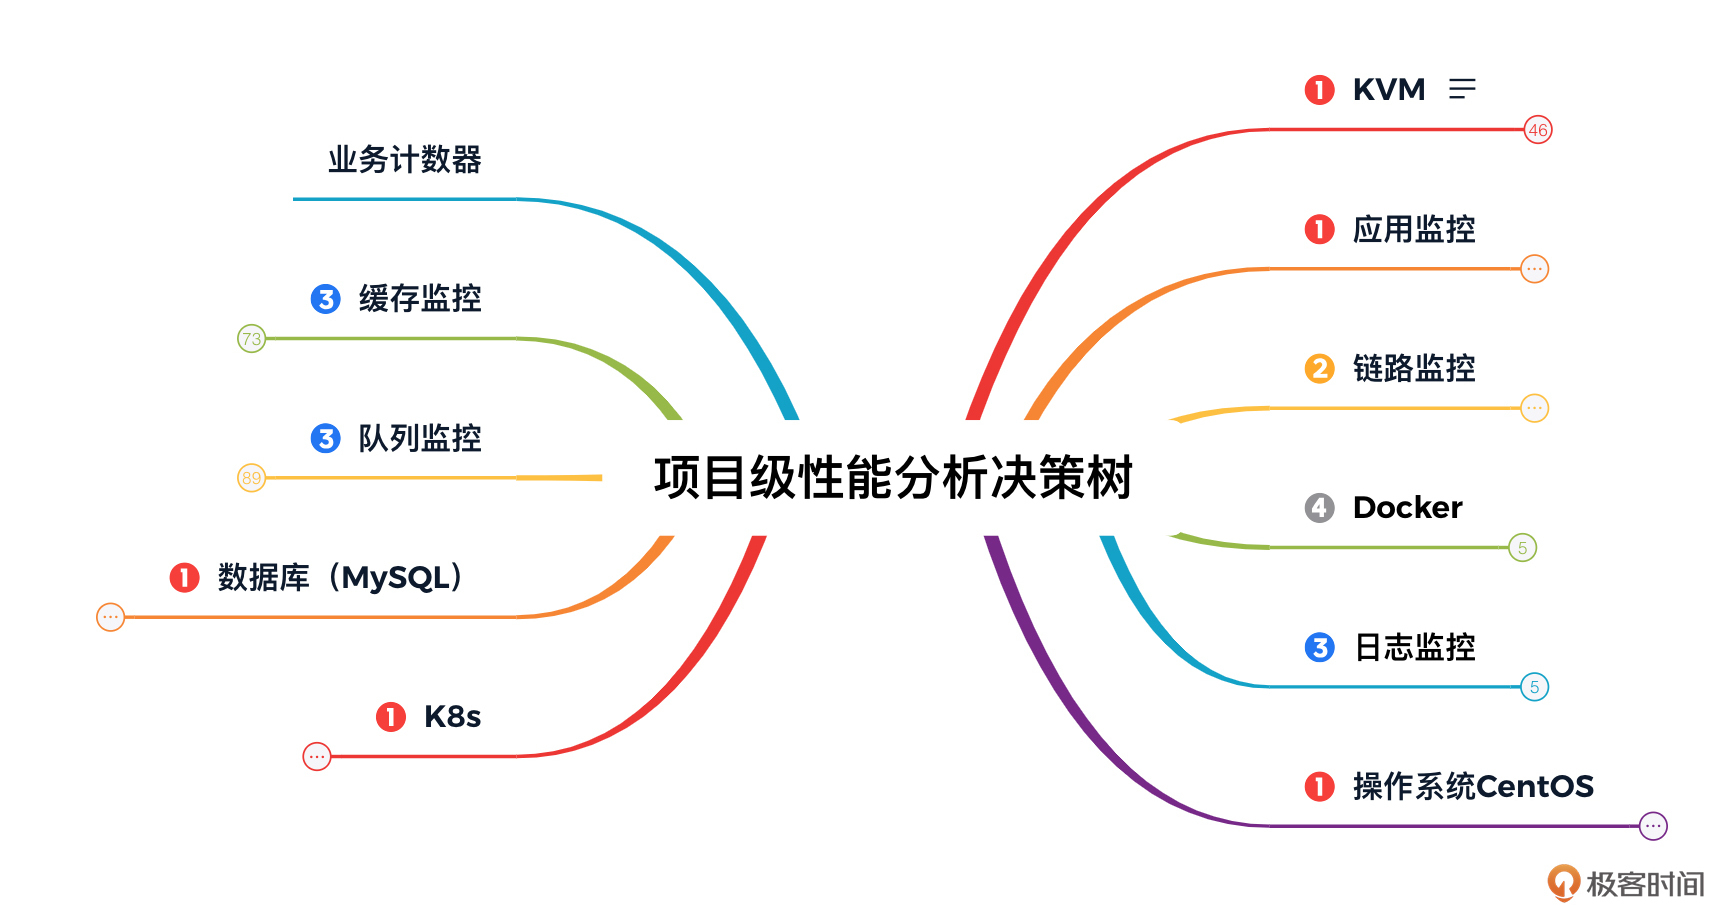 项目级性能分析决策树
1 KVM
46
1 应用监控
...
2 链路监控
...
4 Docker
5
3 日志监控
5
1 操作系统CentOS
...
业务计数器
3 缓存监控
73
3 队列监控
89
1 数据库（MySQL）
...
1 K8s
...
极客时间